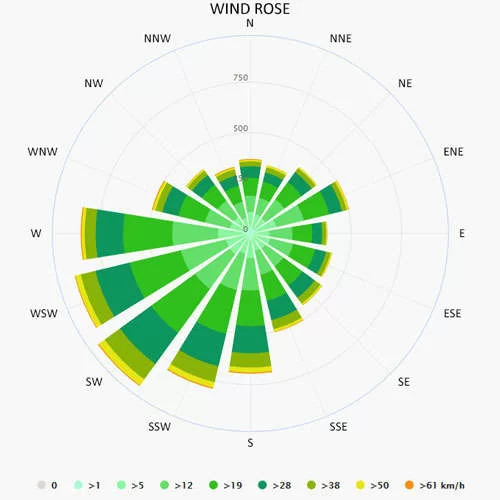 WIND ROSE
N
NNW NNE
NW NE
750
WNW ENE
500
0
W E
WSW ESE
SW SE
SSW SSE
S
0 >1 >5 >12 >19 >28 >38 >50 >61 km/h